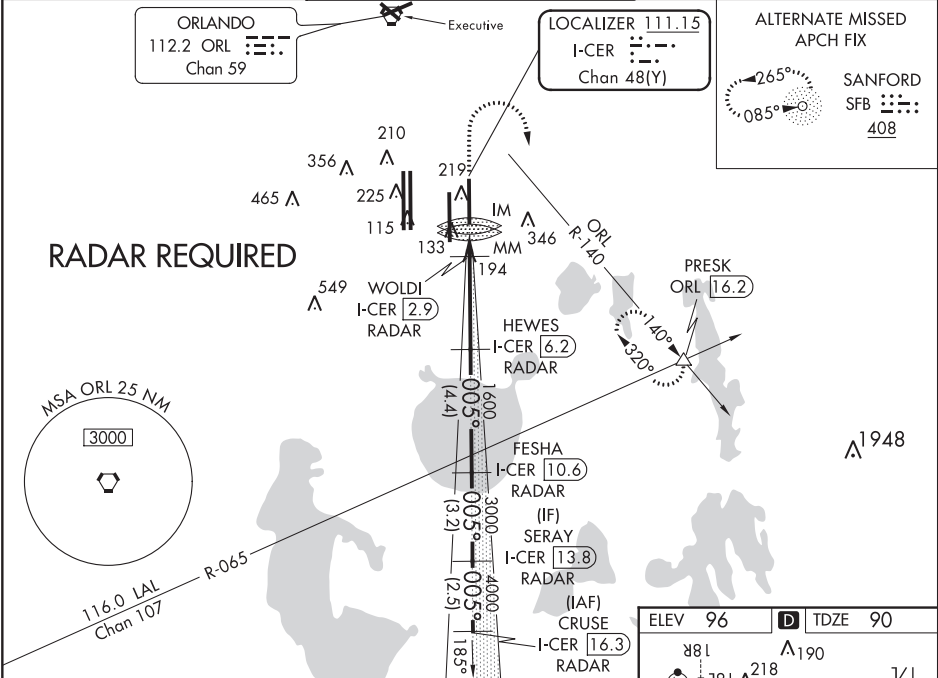 ORLANDO
112.2 ORL
Chan 59
Executive
LOCALIZER 111.15
I-CER
Chan 48(Y)
ALTERNATE MISSED
APCH FIX
265°
085°
SANFORD
SFB
408
210
356
219
465
225
115
133
IM
346
MM
194
RADAR REQUIRED
ORL
R-140
WOLDI
I-CER 2.9
RADAR
549
PRESK
ORL 16.2
140°
320°
HEWES
I-CER 6.2
RADAR
MSA ORL 25 NM
3000
1600
005°
(4.4)
1948
FESHA
I-CER 10.6
RADAR
3000
005°
(3.2)
(IF)
SERAY
I-CER 13.8
RADAR
R-065
116.0 LAL
Chan 107
4000
005°
(2.5)
(IAF)
CRUSE
I-CER 16.3
RADAR
185°
ELEV 96 D TDZE 90
18R
190
218